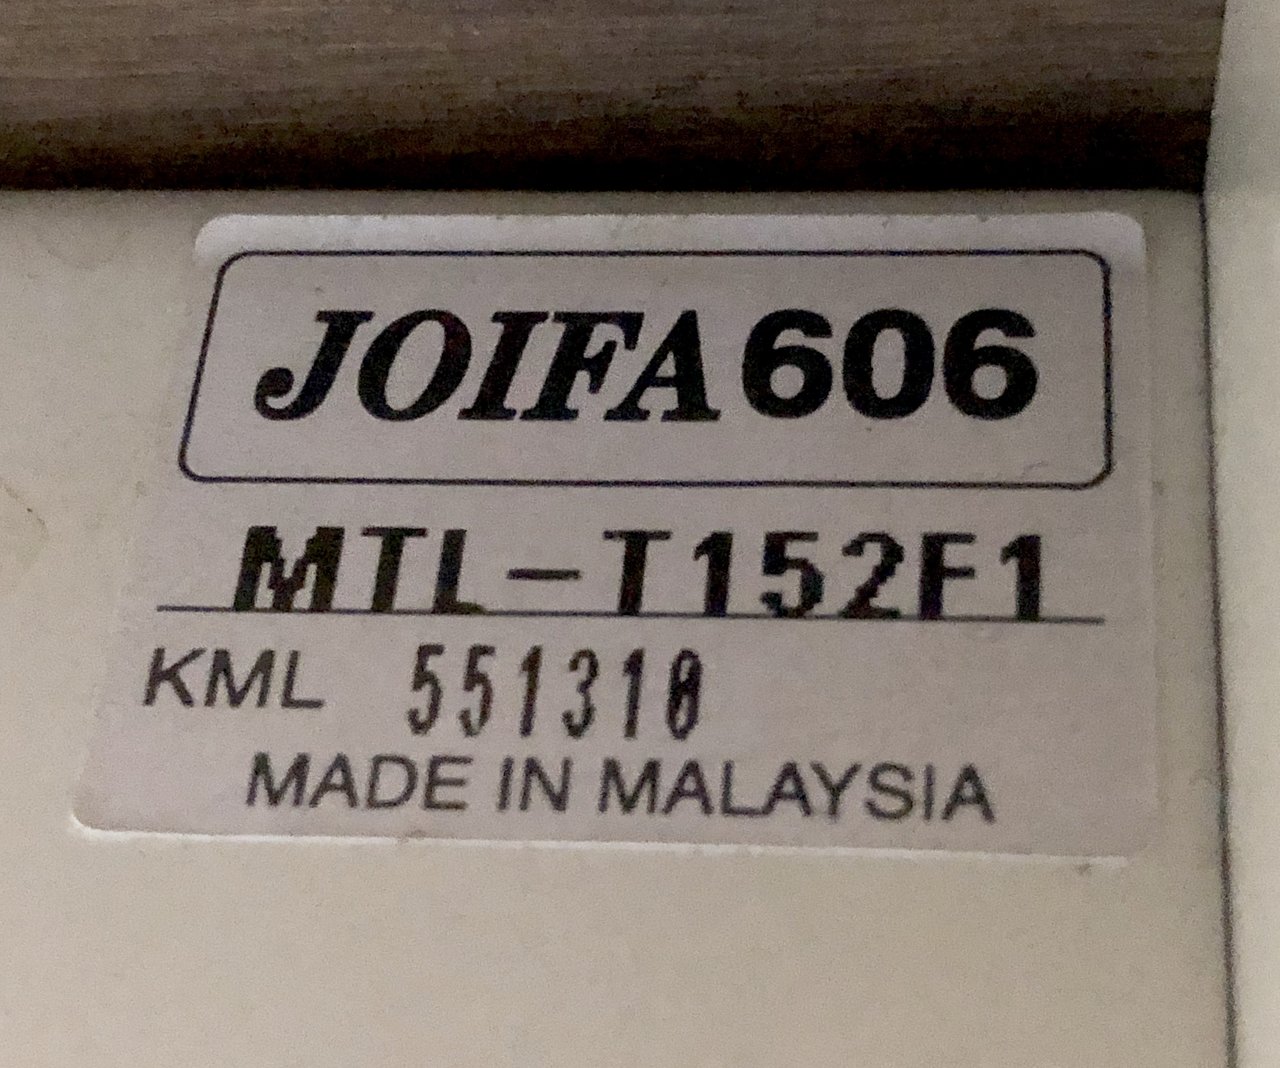 JOIFA606
MTL-T152F1
KML 551310
MADE IN MALAYSIA